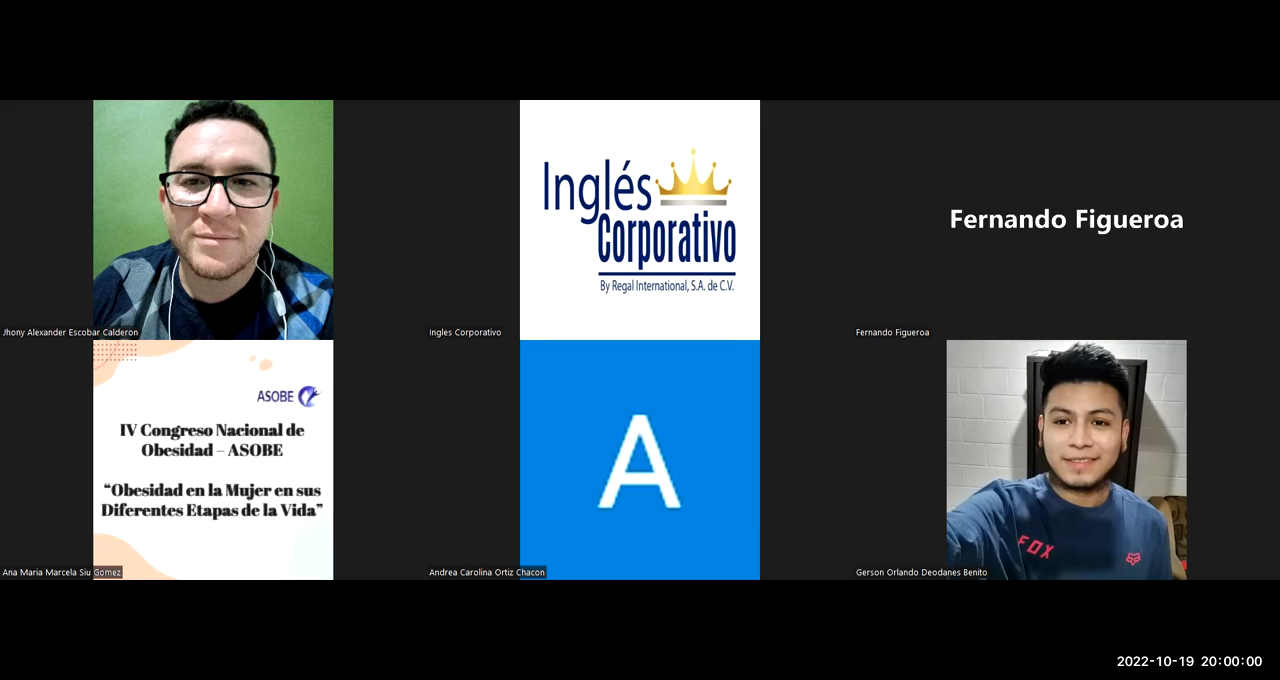 Inglés
Corporativo
By Regal International, S.A. de C.V.
Fernando Figueroa
Jhony Alexander Escobar Calderon
Ingles Corporativo
Fernando Figueroa
ASOBE
IV Congreso Nacional de
Obesidad – ASOBE
“Obesidad en la Mujer en sus
Diferentes Etapas de la Vida”
A
FOX
Ana Maria Marcela Siu Gomez
Andrea Carolina Ortiz Chacon
Gerson Orlando Deodanes Benito
2022-10-19 20:00:00